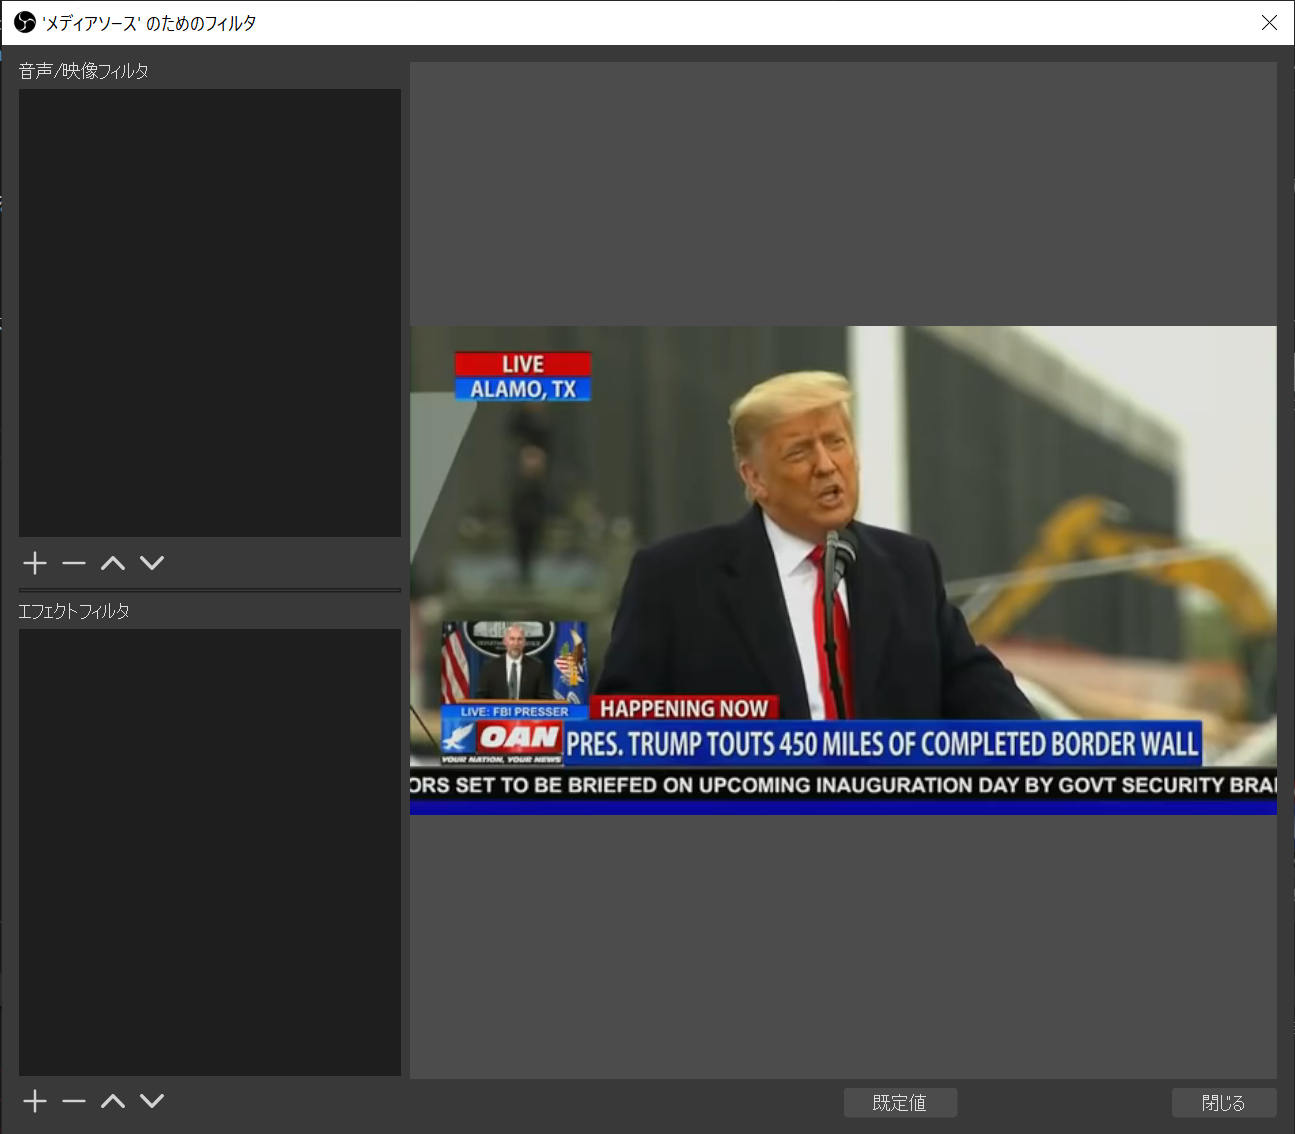 'メディアソース' のためのフィルタ
音声/映像フィルタ
エフェクトフィルタ
LIVE
ALAMO, TX
LIVE: FBI PRESSER
HAPPENING NOW
OAN
YOUR NATION, YOUR NEWS
PRES. TRUMP TOUTS 450 MILES OF COMPLETED BORDER WALL
ORS SET TO BE BRIEFED ON UPCOMING INAUGURATION DAY BY GOVT SECURITY BRA
既定値
閉じる